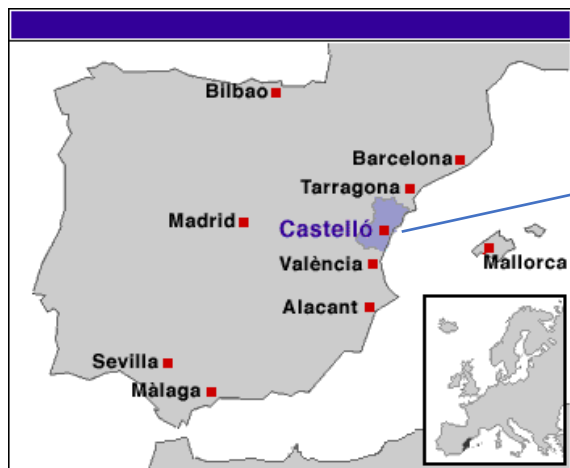 Bilbao
Barcelona
Tarragona
Madrid
Castelló
València
Mallorca
Alacant
Sevilla
Màlaga